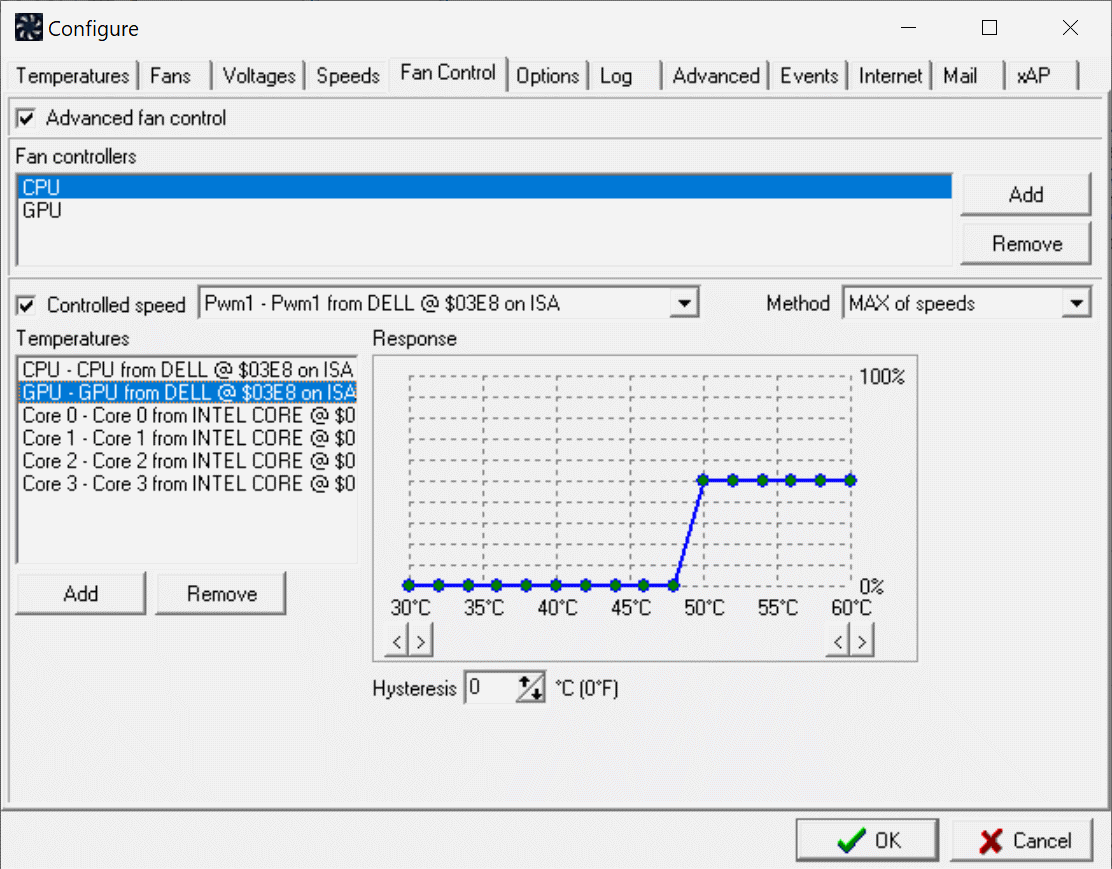 Configure
Temperatures Fans Voltages Speeds Fan Control Options Log Advanced Events Internet Mail xAP
Advanced fan control
Fan controllers
CPU
GPU
Add
Remove
Controlled speed Pwm1 - Pwm1 from DELL @ $03E8 on ISA Method MAX of speeds
Temperatures
CPU - CPU from DELL @ $03E8 on ISA
GPU - GPU from DELL @ $03E8 on ISA
Core 0 - Core 0 from INTEL CORE @ $0
Core 1 - Core 1 from INTEL CORE @ $0
Core 2 - Core 2 from INTEL CORE @ $0
Core 3 - Core 3 from INTEL CORE @ $0
Add Remove
Response
100%
0%
30°C 35°C 40°C 45°C 50°C 55°C 60°C
< > < >
Hysteresis 0 °C (0°F)
OK Cancel